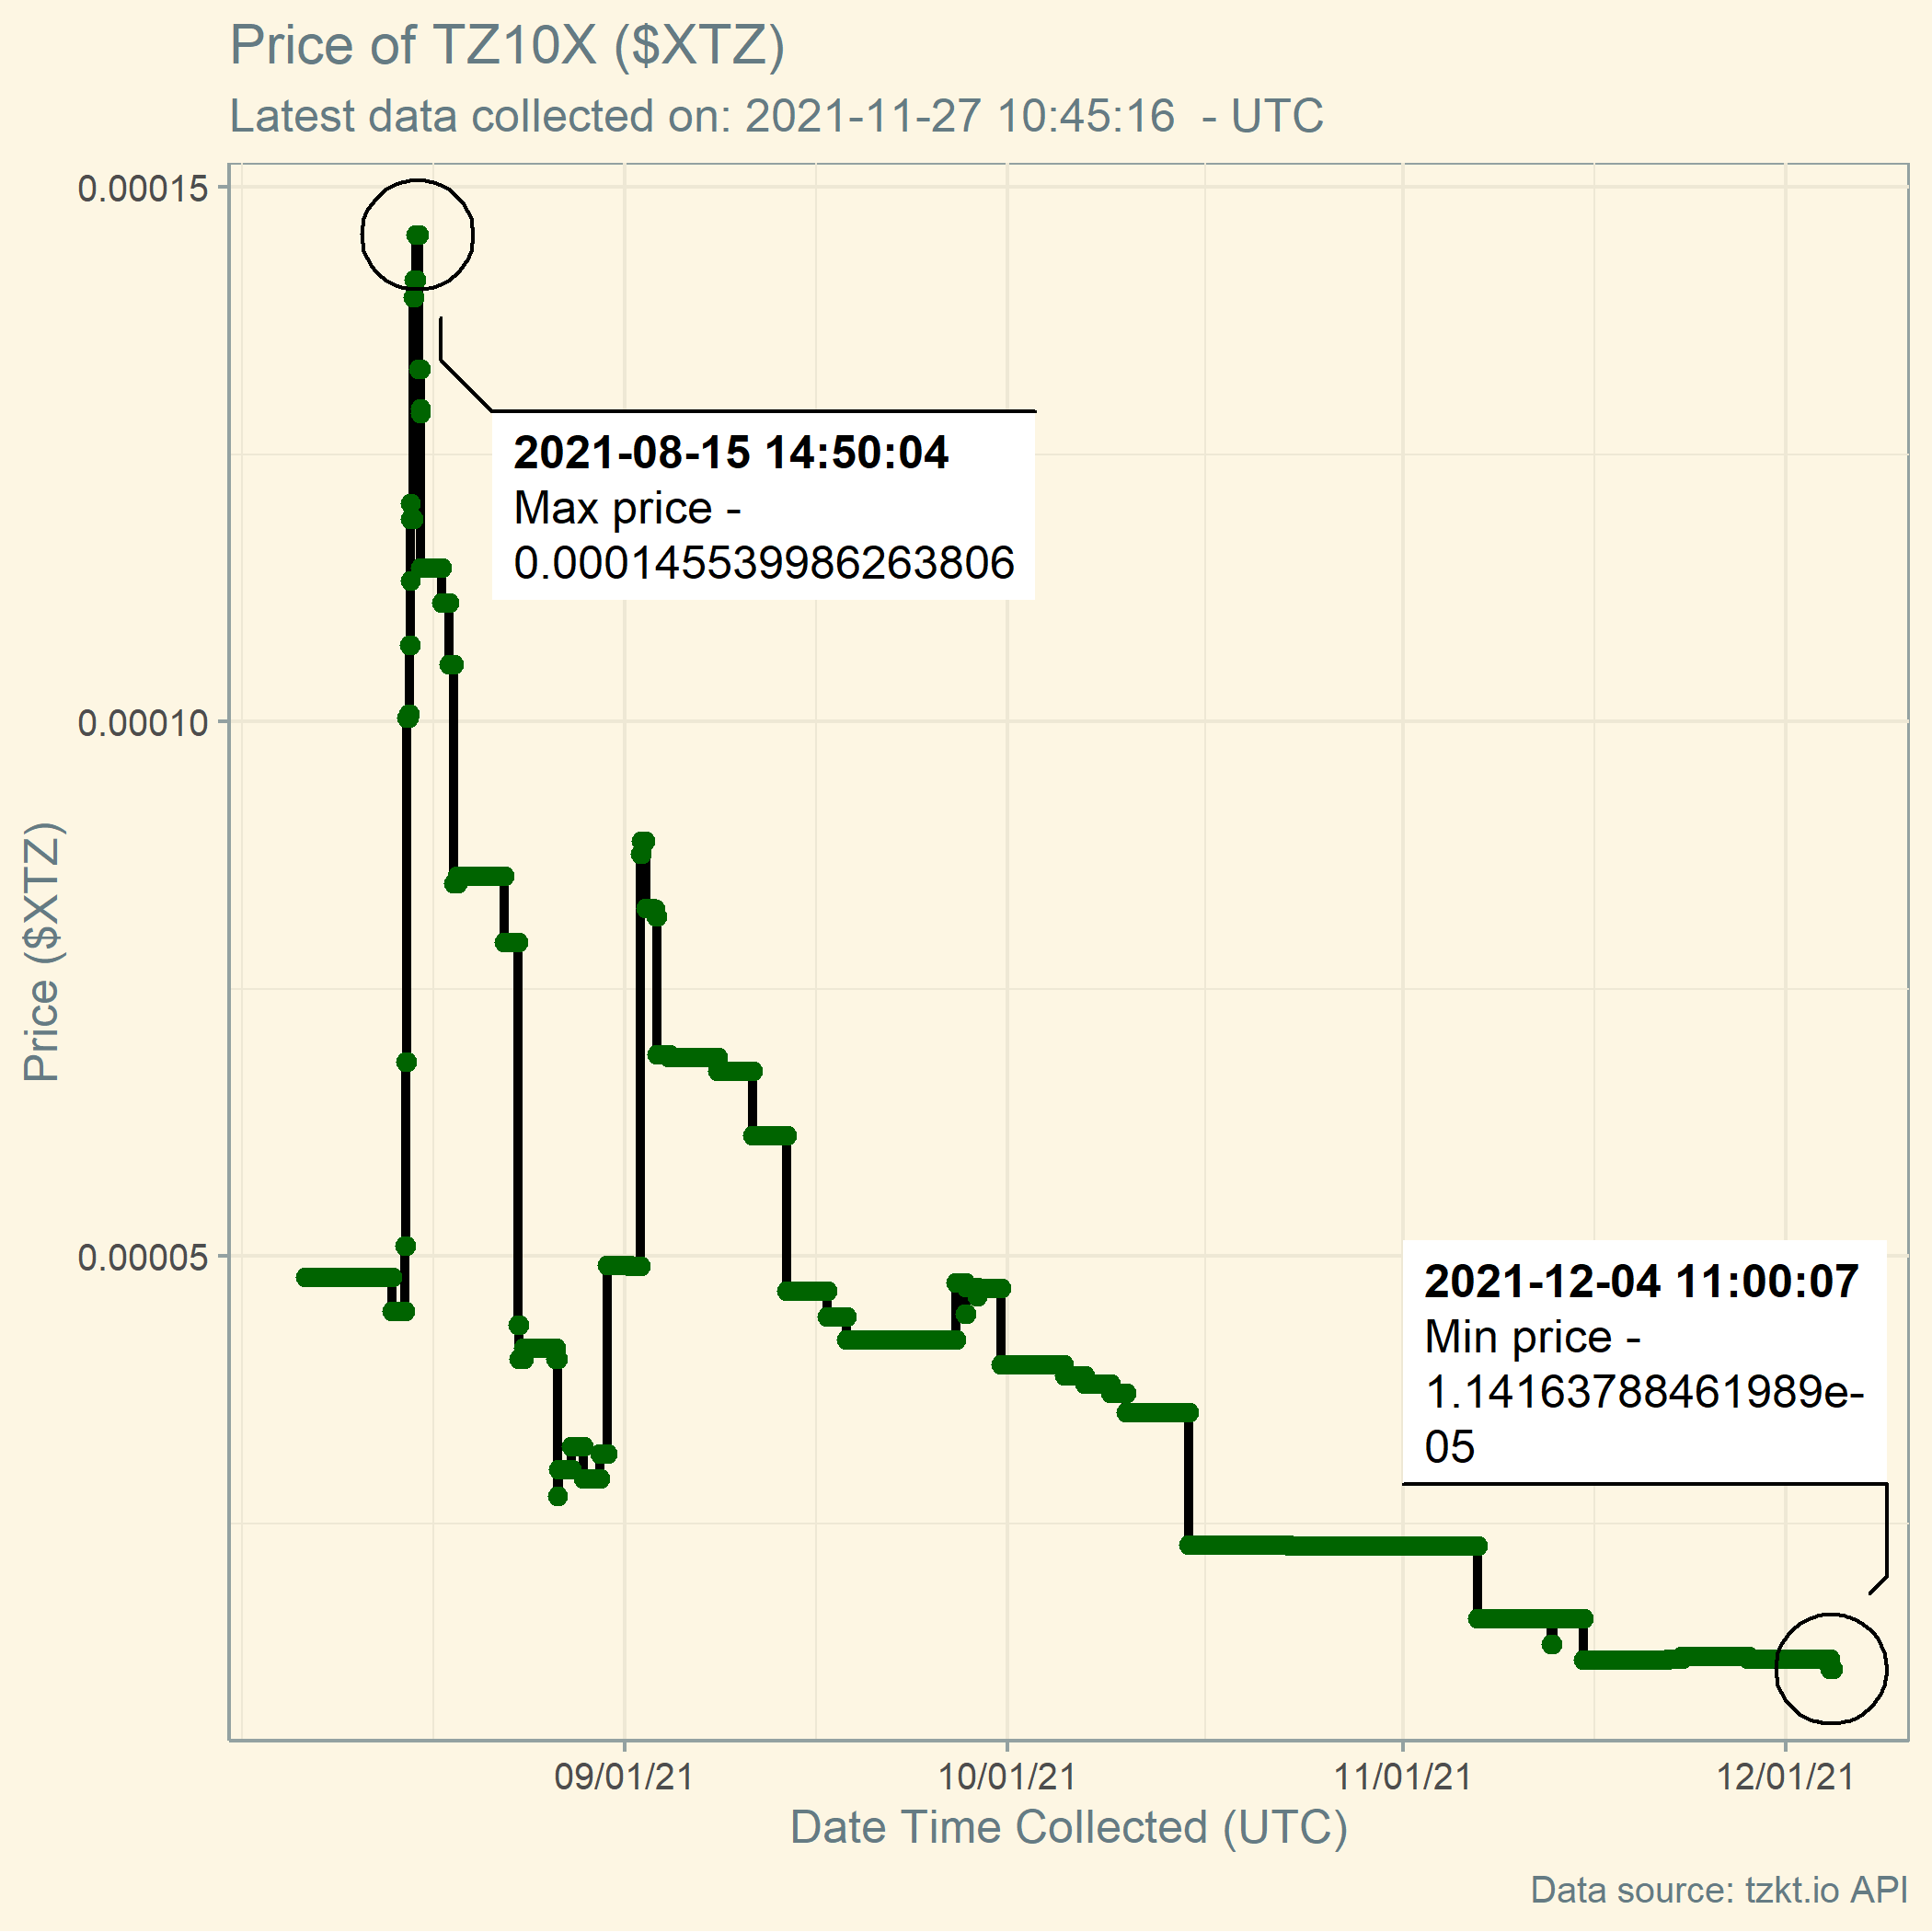 Price of TZ10X ($XTZ)
Latest data collected on: 2021-11-27 10:45:16  - UTC
0.00015
0.00010
0.00005
Price ($XTZ)
2021-08-15 14:50:04
Max price -
0.000145539986263806
2021-12-04 11:00:07
Min price -
1.14163788461989e-
05
09/01/21
10/01/21
11/01/21
12/01/21
Date Time Collected (UTC)
Data source: tzkt.io API